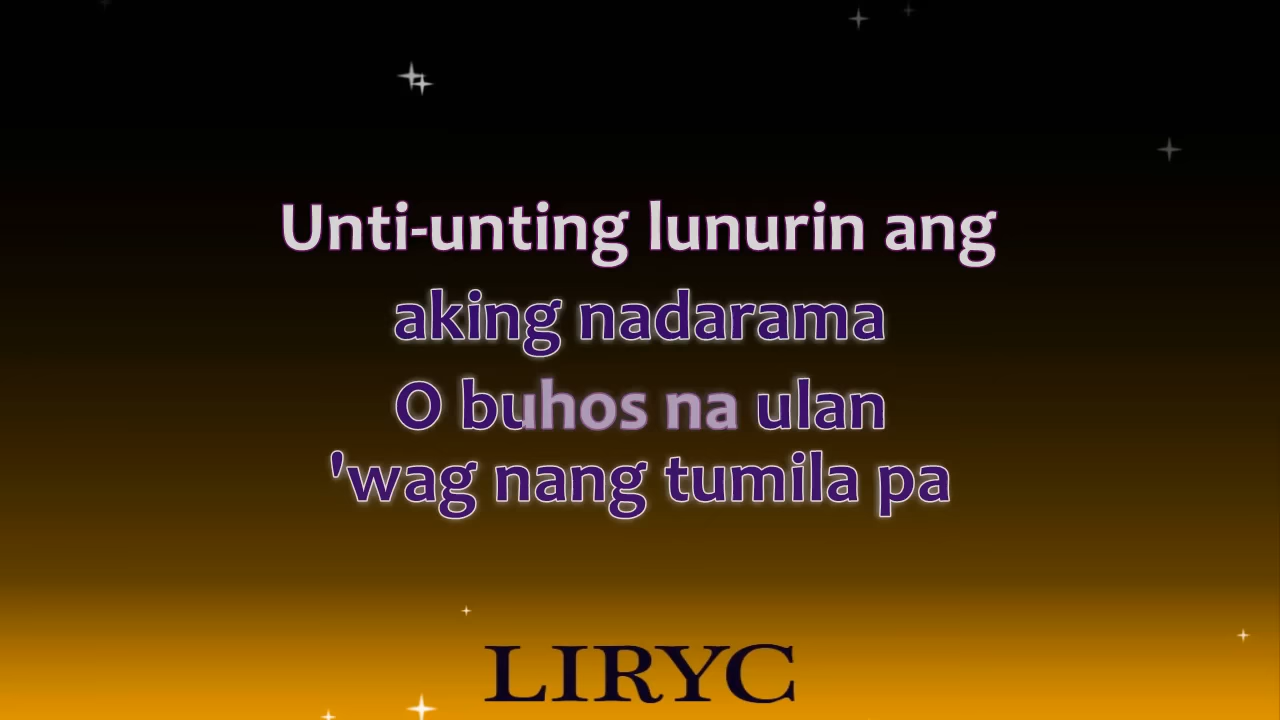 Unti-unting lunurin ang
aking nadarama
O buhos na ulan
'wag nang tumila pa
LIRYC